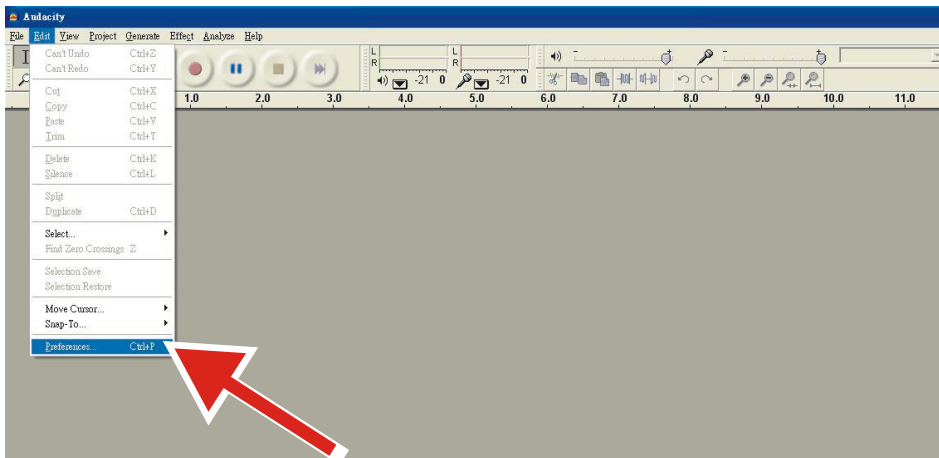 Audacity
File Edit View Project Generate Effect Analyze Help
Can't Undo Ctrl+Z
Can't Redo Ctrl+Y
Cut Ctrl+X
Copy Ctrl+C
Paste Ctrl+V
Trim Ctrl+T
Delete Ctrl+K
Silence Ctrl+L
Split
Duplicate Ctrl+D
Select...
Find Zero Crossings Z
Selection Save
Selection Restore
Move Cursor...
Snap-To...
Preferences... Ctrl+P
L
R
-21 0
L
R
-21 0
1.0 2.0 3.0 4.0 5.0 6.0 7.0 8.0 9.0 10.0 11.0